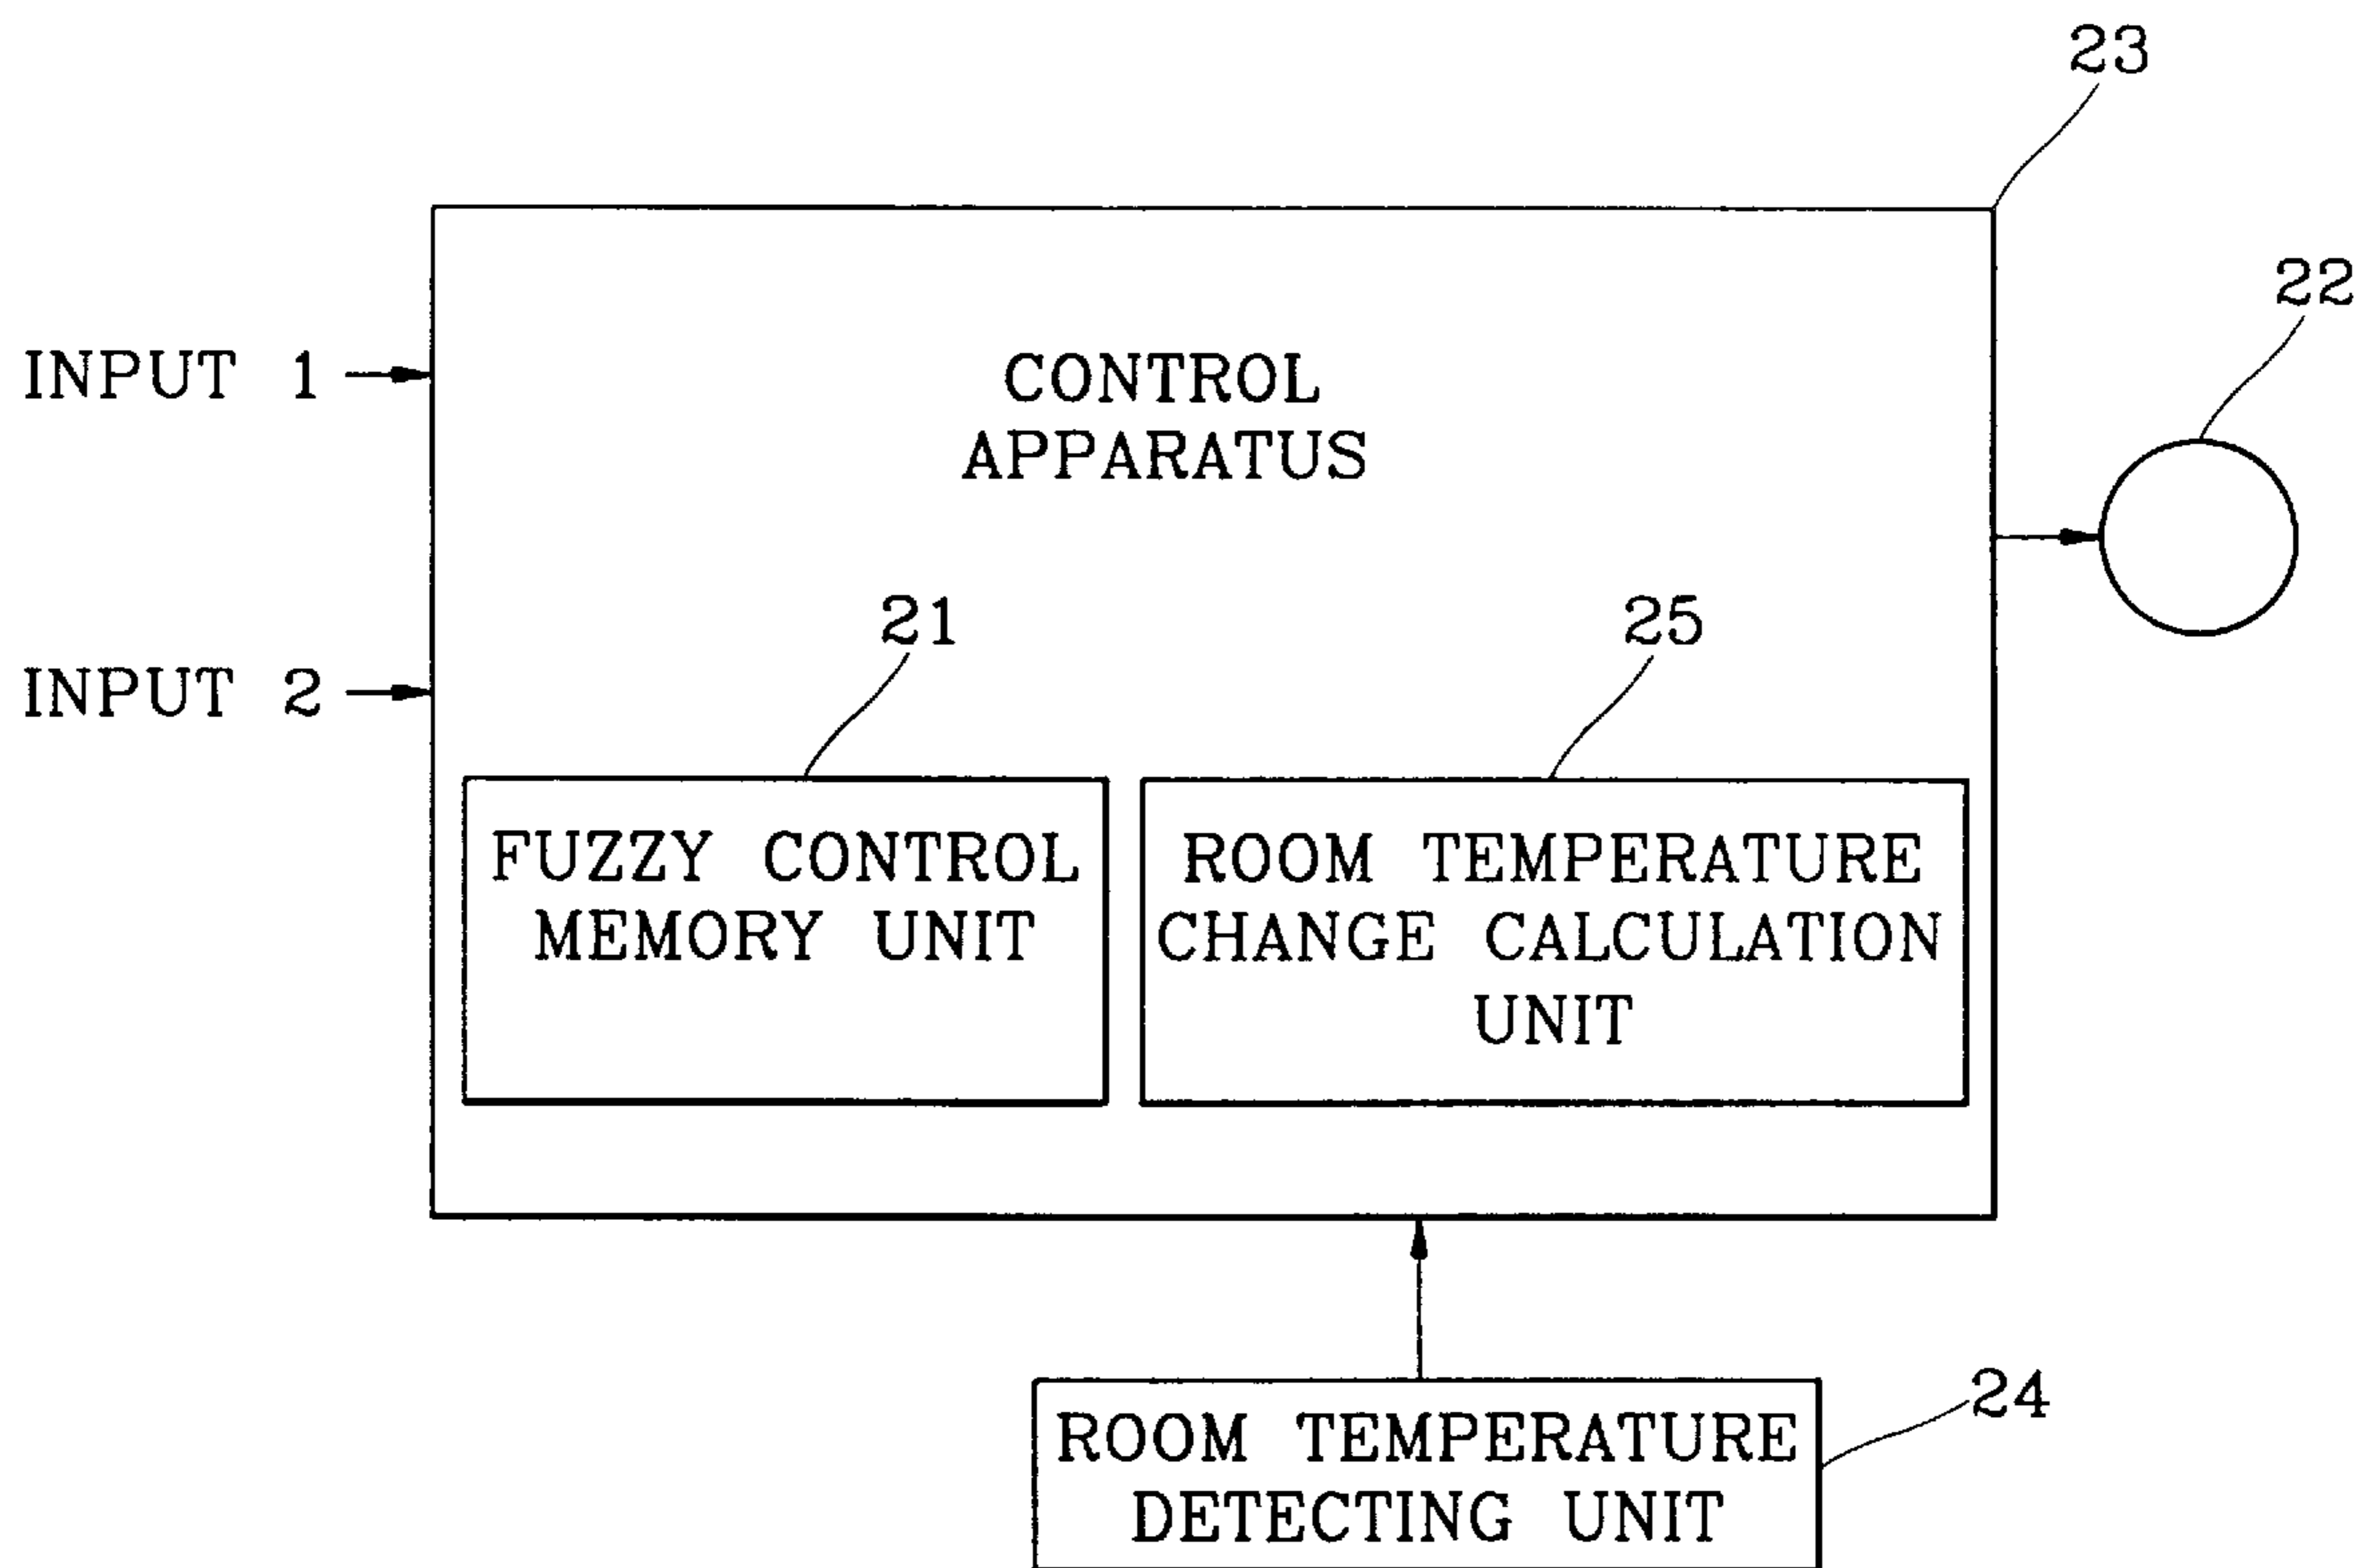 23
22
INPUT 1
CONTROL
APPARATUS
21
25
INPUT 2
FUZZY CONTROL
MEMORY UNIT
ROOM TEMPERATURE
CHANGE CALCULATION
UNIT
24
ROOM TEMPERATURE
DETECTING UNIT